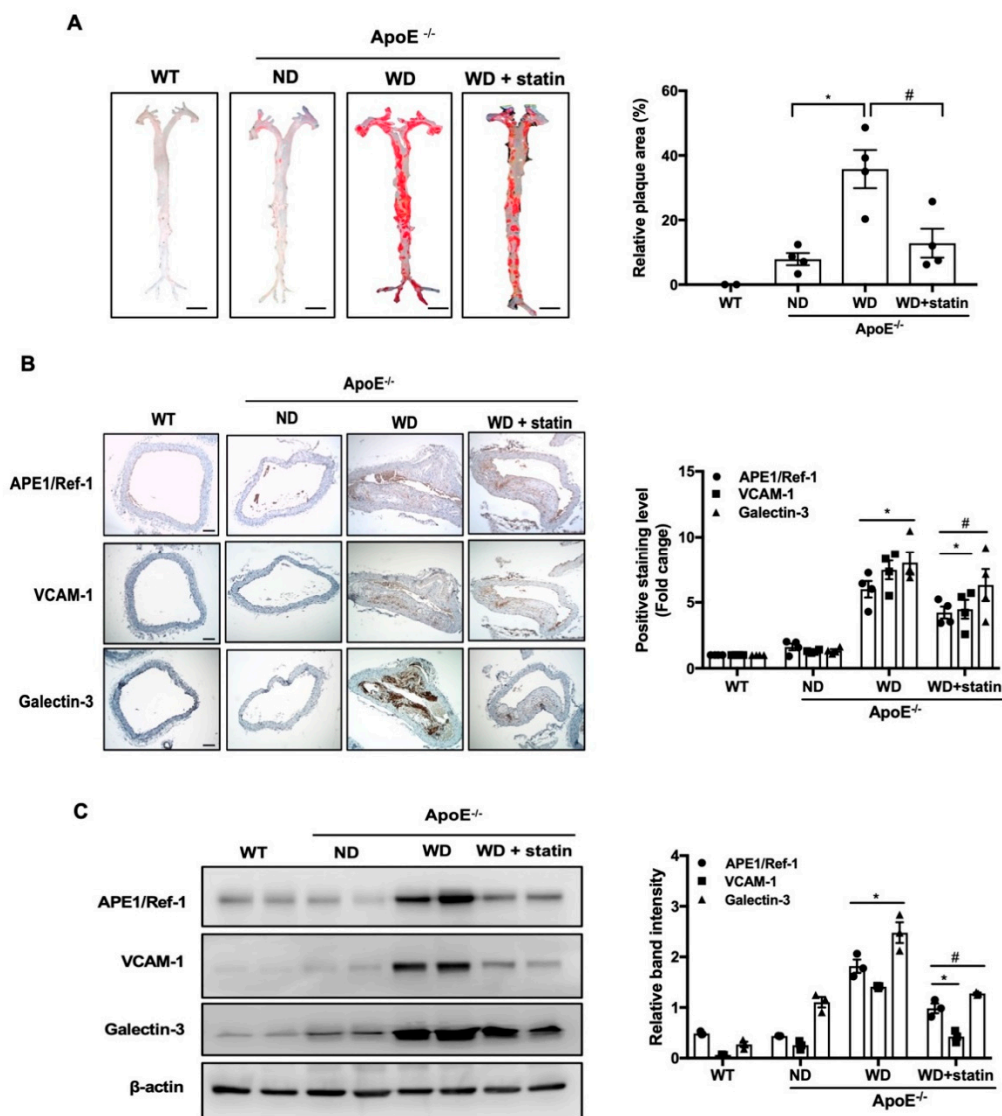 A
ApoE -/-
WT ND WD WD + statin
Relative plaque area (%)
60
40
20
0
* #
WT ND WD WD+statin
ApoE-/-
B
ApoE-/-
WT ND WD WD + statin
APE1/Ref-1
VCAM-1
Galectin-3
Positive staining level
(Fold cange)
15
10
5
0
APE1/Ref-1
VCAM-1
Galectin-3
*
#
*
WT ND WD WD+statin
ApoE-/-
C
ApoE-/-
WT ND WD WD + statin
APE1/Ref-1
VCAM-1
Galectin-3
β-actin
Relative band intensity
4
3
2
1
0
APE1/Ref-1
VCAM-1
Galectin-3
*
#
*
WT ND WD WD+statin
ApoE-/-